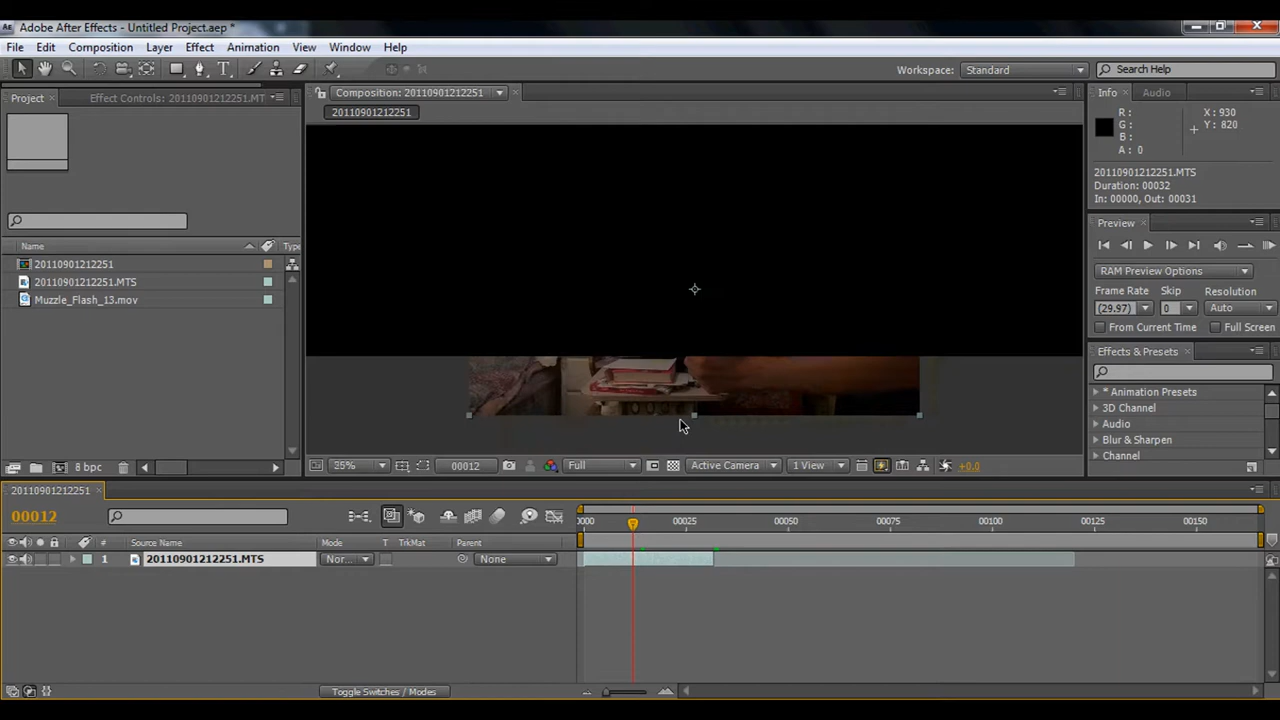 Adobe After Effects - Untitled Project.aep *
File Edit Composition Layer Effect Animation View Window Help
Workspace: Standard Search Help
Project Effect Controls: 20110901212251.MT
Composition: 20110901212251
Info Audio
20110901212251
R: X: 930
G: Y: 820
B:
A: 0
20110901212251.MTS
Duration: 00032
In: 00000, Out: 00031
Preview
Name Type
20110901212251
20110901212251.MTS
Muzzle_Flash_13.mov
RAM Preview Options
Frame Rate Skip Resolution
(29.97) 0 Auto
From Current Time Full Screen
Effects & Presets
* Animation Presets
3D Channel
Audio
Blur & Sharpen
Channel
8 bpc
25% 00012 Full Active Camera 1 View +0.0
20110901212251
00012
0000 00025 00050 00075 00100 00125 00150
# Source Name Mode T TrkMat Parent
1 20110901212251.MTS Nor... None
Toggle Switches / Modes